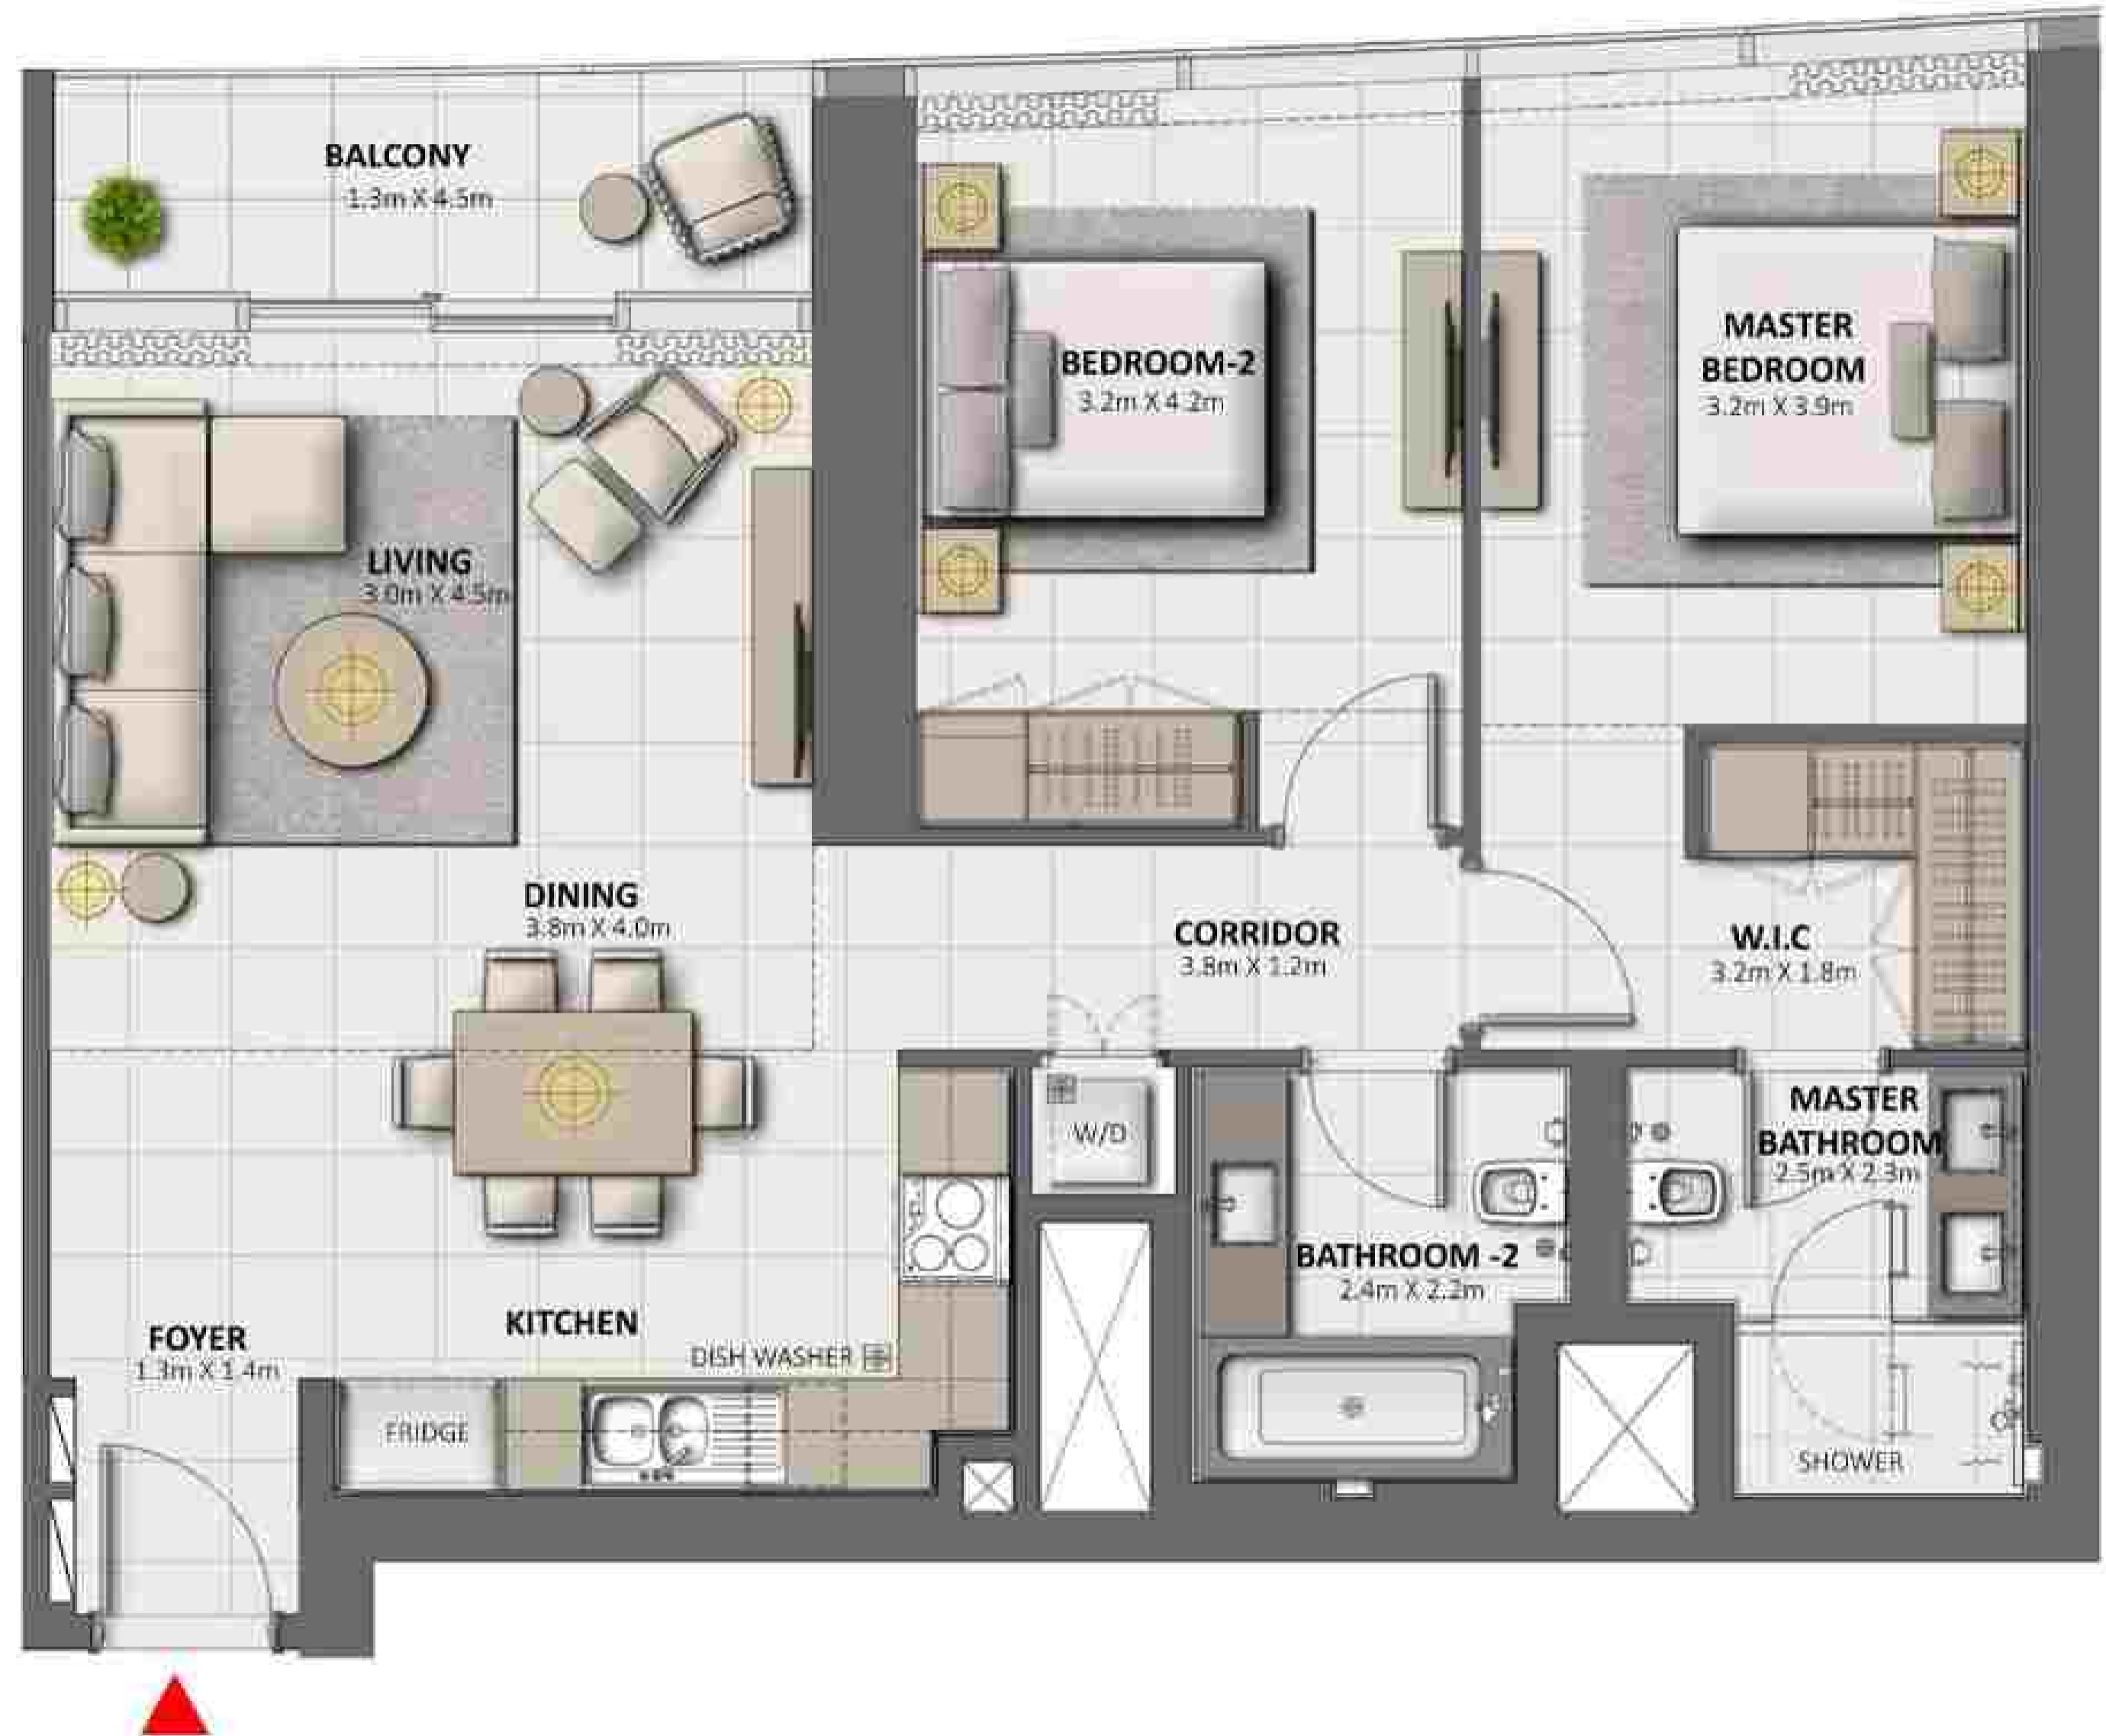 BALCONY
1.3m X 4.5m
BEDROOM-2
3.2m X 4.2m
MASTER
BEDROOM
3.2m X 3.9m
LIVING
3.0m X 4.5m
DINING
3.8m X 4.0m
CORRIDOR
3.8m X 1.2m
W.I.C
3.2m X 1.8m
W/D
MASTER
BATHROOM
2.5m X 2.3m
BATHROOM -2
2.4m X 2.2m
KITCHEN
FOYER
1.3m X 1.4m
DISH WASHER
FRIDGE
SHOWER